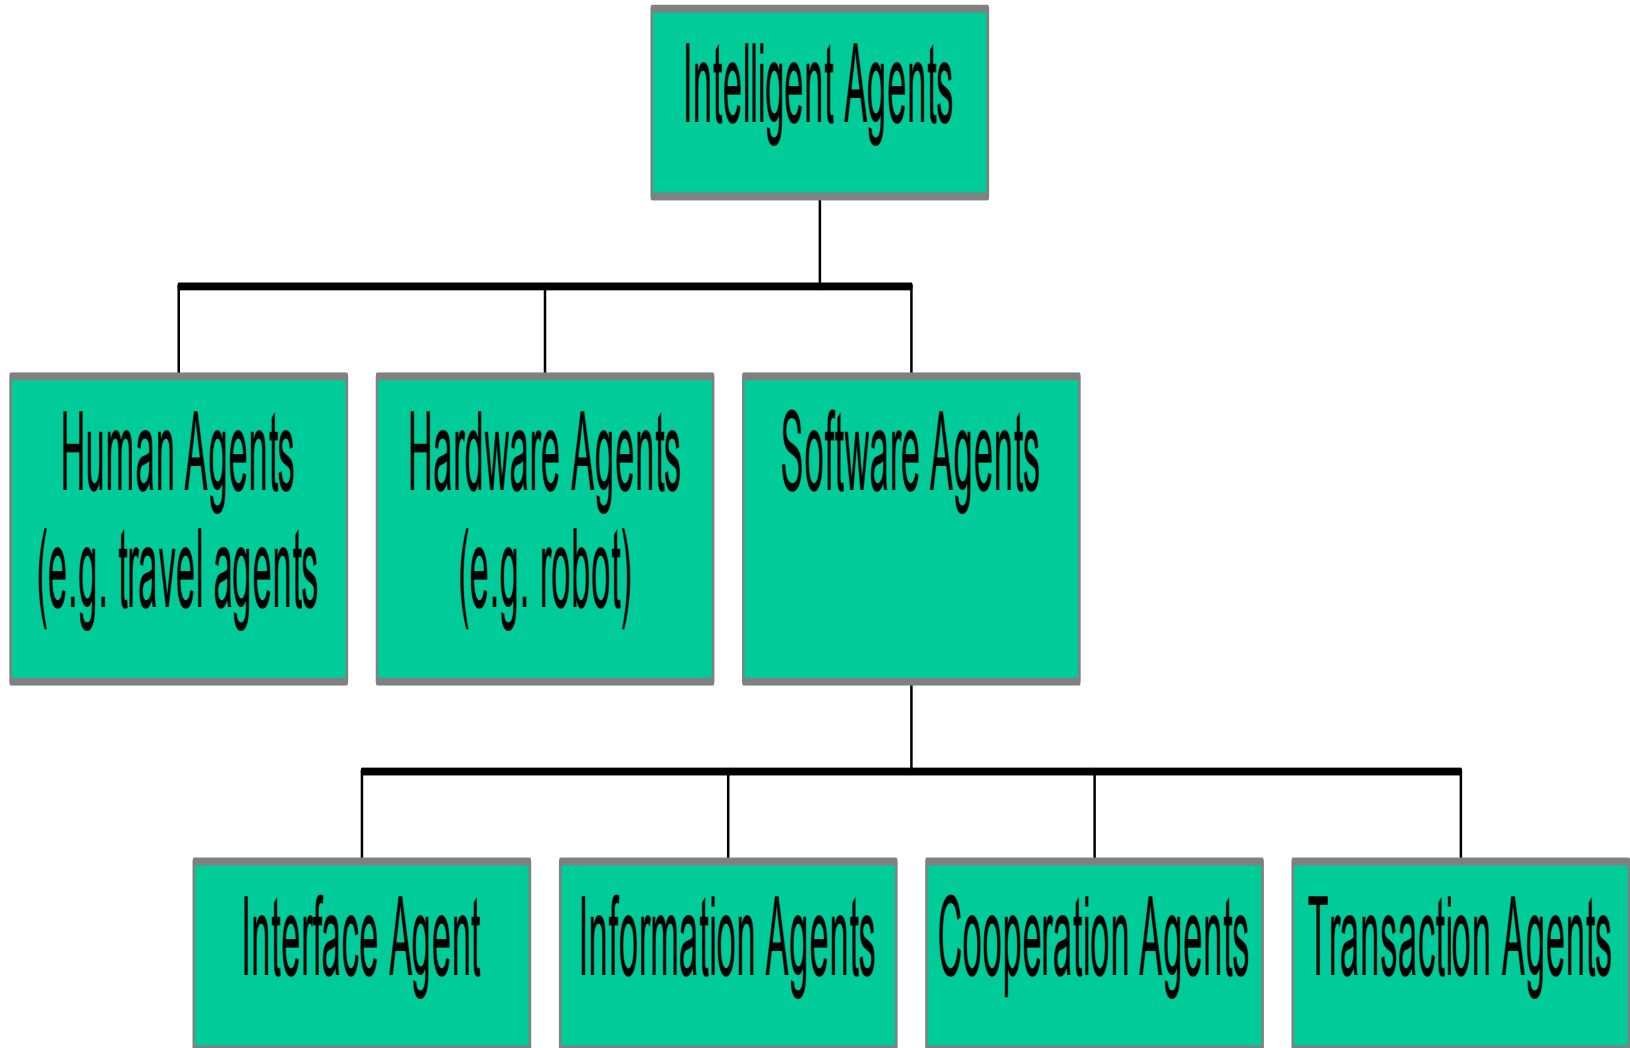 Intelligent Agents
Human Agents
(e.g. travel agents
Hardware Agents
(e.g. robot)
Software Agents
Interface Agent
Information Agents
Cooperation Agents
Transaction Agents